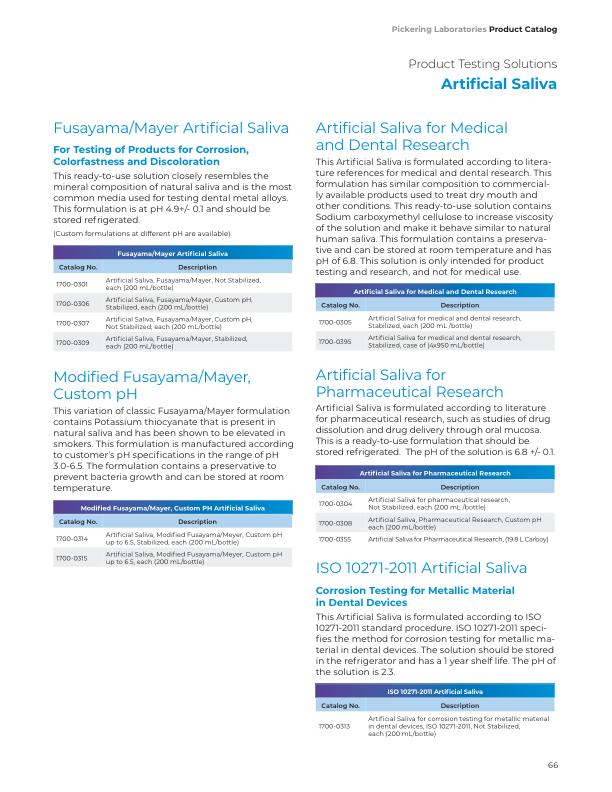 Pickering Laboratories Product Catalog
Product Testing Solutions
Artificial Saliva
Fusayama/Mayer Artificial Saliva
For Testing of Products for Corrosion,
Colorfastness and Discoloration
This ready-to-use solution closely resembles the
mineral composition of natural saliva and is the most
common media used for testing dental metal alloys.
This formulation is at pH 4.9+/- 0.1 and should be
stored refrigerated.
(Custom formulations at different pH are available)
Fusayama/Mayer Artificial Saliva
Catalog No. Description
1700-0301 Artificial Saliva, Fusayama/Meyer, Not Stabilized,
each (200 mL/bottle)
1700-0306 Artificial Saliva, Fusayama/Meyer, Custom pH,
Stabilized, each (200 mL/bottle)
1700-0307 Artificial Saliva, Fusayama/Meyer, Custom pH,
Not Stabilized, each (200 mL/bottle)
1700-0309 Artificial Saliva, Fusayama/Meyer, Stabilized,
each (200 mL/bottle)
Modified Fusayama/Mayer,
Custom pH
This variation of classic Fusayama/Mayer formulation
contains Potassium thiocyanate that is present in
natural saliva and has been shown to be elevated in
smokers. This formulation is manufactured according
to customer's pH specifications in the range of pH
3.0-6.5. The formulation contains a preservative to
prevent bacteria growth and can be stored at room
temperature.
Modified Fusayama/Mayer, Custom PH Artificial Saliva
Catalog No. Description
1700-0314 Artificial Saliva, Modified Fusayama/Meyer, Custom pH
up to 6.5, Stabilized, each (200 mL/bottle)
1700-0315 Artificial Saliva, Modified Fusayama/Meyer, Custom pH
up to 6.5, each (200 mL/bottle)
Artificial Saliva for Medical
and Dental Research
This Artificial Saliva is formulated according to litera-
ture references for medical and dental research. This
formulation has similar composition to commercial-
ly available products used to treat dry mouth and
other conditions. This ready-to-use solution contains
Sodium carboxymethyl cellulose to increase viscosity
of the solution and make it behave similar to natural
human saliva. This formulation contains a preserva-
tive and can be stored at room temperature and has
pH of 6.8. This solution is only intended for product
testing and research, and not for medical use.
Artificial Saliva for Medical and Dental Research
Catalog No. Description
1700-0305 Artificial Saliva for medical and dental research,
Stabilized, each (200 mL /bottle)
1700-0395 Artificial Saliva for medical and dental research,
Stabilized, case of (4x950 mL/bottle)
Artificial Saliva for
Pharmaceutical Research
Artificial Saliva is formulated according to literature
for pharmaceutical research, such as studies of drug
dissolution and drug delivery through oral mucosa.
This is a ready-to-use formulation that should be
stored refrigerated. The pH of the solution is 6.8 +/- 0.1.
Artificial Saliva for Pharmaceutical Research
Catalog No. Description
1700-0304 Artificial Saliva for pharmaceutical research,
Not Stabilized, each (200 mL /bottle)
1700-0308 Artificial Saliva, Pharmaceutical Research, Custom pH
each (200 mL/bottle)
1700-0355 Artificial Saliva for Pharmaceutical Research, (19.8 L Carboy)
ISO 10271-2011 Artificial Saliva
Corrosion Testing for Metallic Material
in Dental Devices
This Artificial Saliva is formulated according to ISO
10271-2011 standard procedure. ISO 10271-2011 speci-
fies the method for corrosion testing for metallic ma-
terial in dental devices. The solution should be stored
in the refrigerator and has a 1 year shelf life. The pH of
the solution is 2.3.
ISO 10271-2011 Artificial Saliva
Catalog No. Description
1700-0313 Artificial Saliva for corrosion testing for metallic material
in dental devices, ISO 10271-2011, Not Stabilized,
each (200 mL/bottle)
66